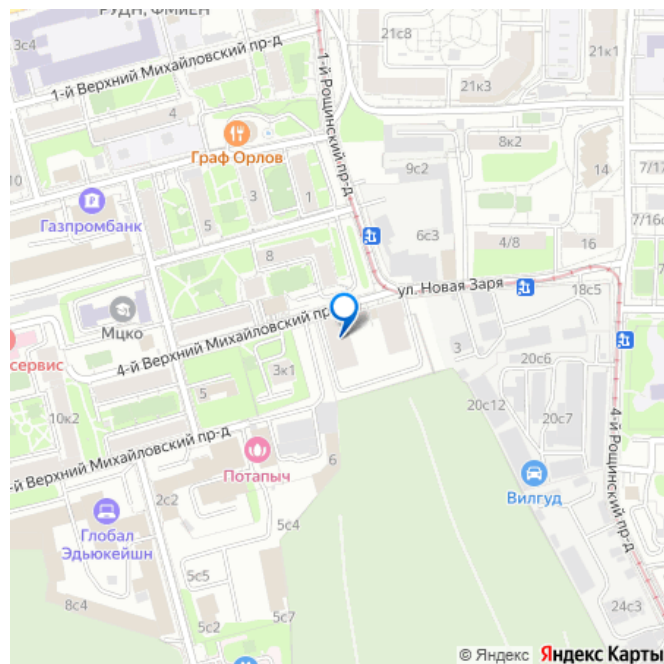 РУДН, ФМИЕН
3с4
21с8
21к1
1-й Верхний Михайловский пр-д
1-й Рощинский пр-д
21к3
4
Граф Орлов
8к2
9с2
14
7/17
10
Газпромбанк
3
1
5
6с3
7/16с
4/8
16
8
ул. Новая Заря
18с5
Мцко
4-й Верхний Михайловский пр
сервис
3
20с6
3к1
5
20с12
20с7
10к2
4-й Рощинский пр-д
-й Верхний Михайловский пр-д
Потапыч
6
Вилгуд
2с2
Глобал
Эдьюкейшн
5с4
5с5
8с4
24с3
5с2
5с7
© Яндекс Яндекс Карты